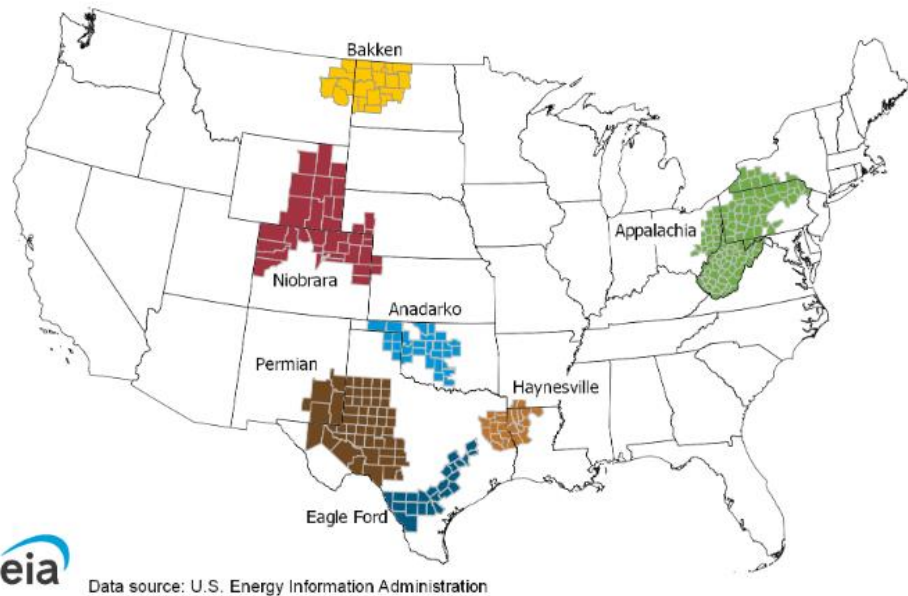 Bakken
Appalachia
Niobrara
Anadarko
Permian
Haynesville
Eagle Ford
eia
Data source: U.S. Energy Information Administration